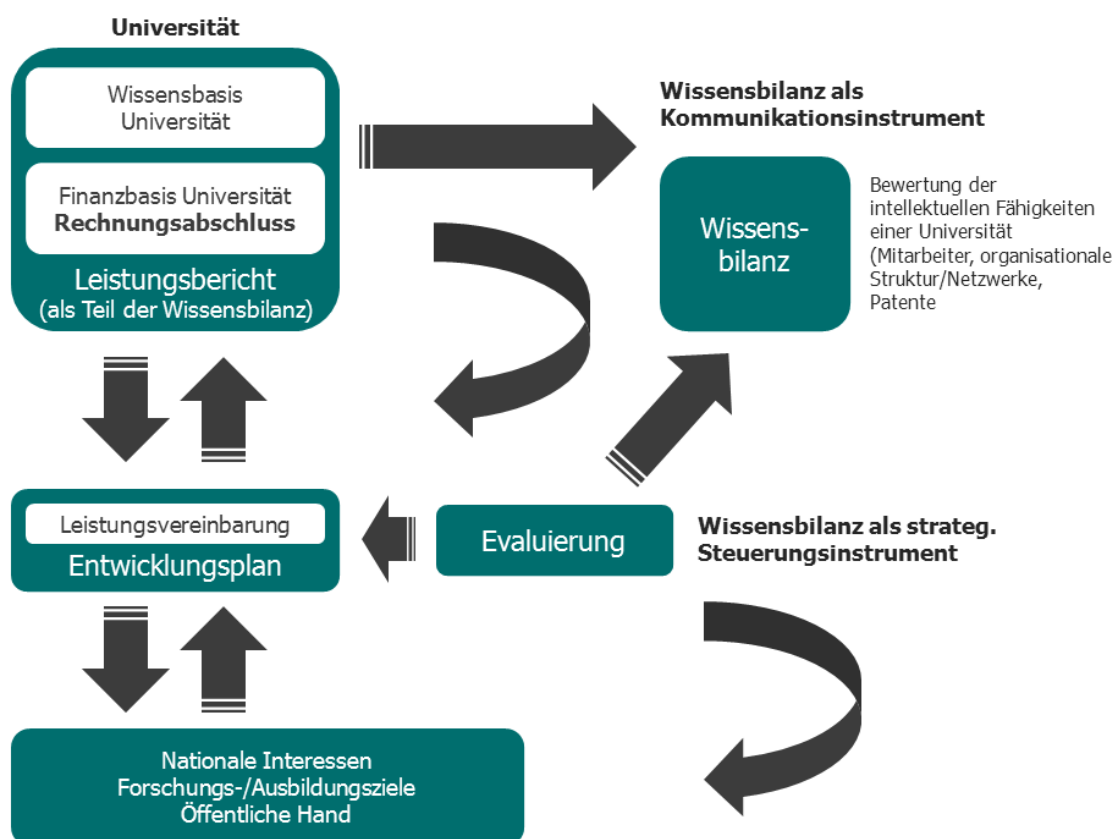 Universität
Wissensbasis
Universität
Finanzbasis Universität
Rechnungsabschluss
Leistungsbericht
(als Teil der Wissensbilanz)
Wissensbilanz als
Kommunikationsinstrument
Wissens-
bilanz
Bewertung der
intellektuellen Fähigkeiten
einer Universität
(Mitarbeiter, organisationale
Struktur/Netzwerke,
Patente
Leistungsvereinbarung
Entwicklungsplan
Evaluierung
Wissensbilanz als strateg.
Steuerungsinstrument
Nationale Interessen
Forschungs-/Ausbildungsziele
Öffentliche Hand